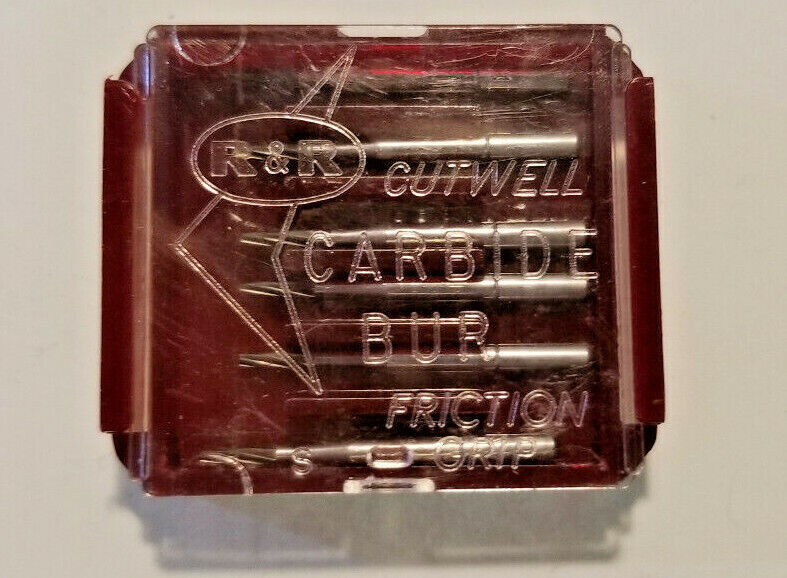 R&R
CUTWELL
CARBIDE
BUR
FRICTION
S GRIP